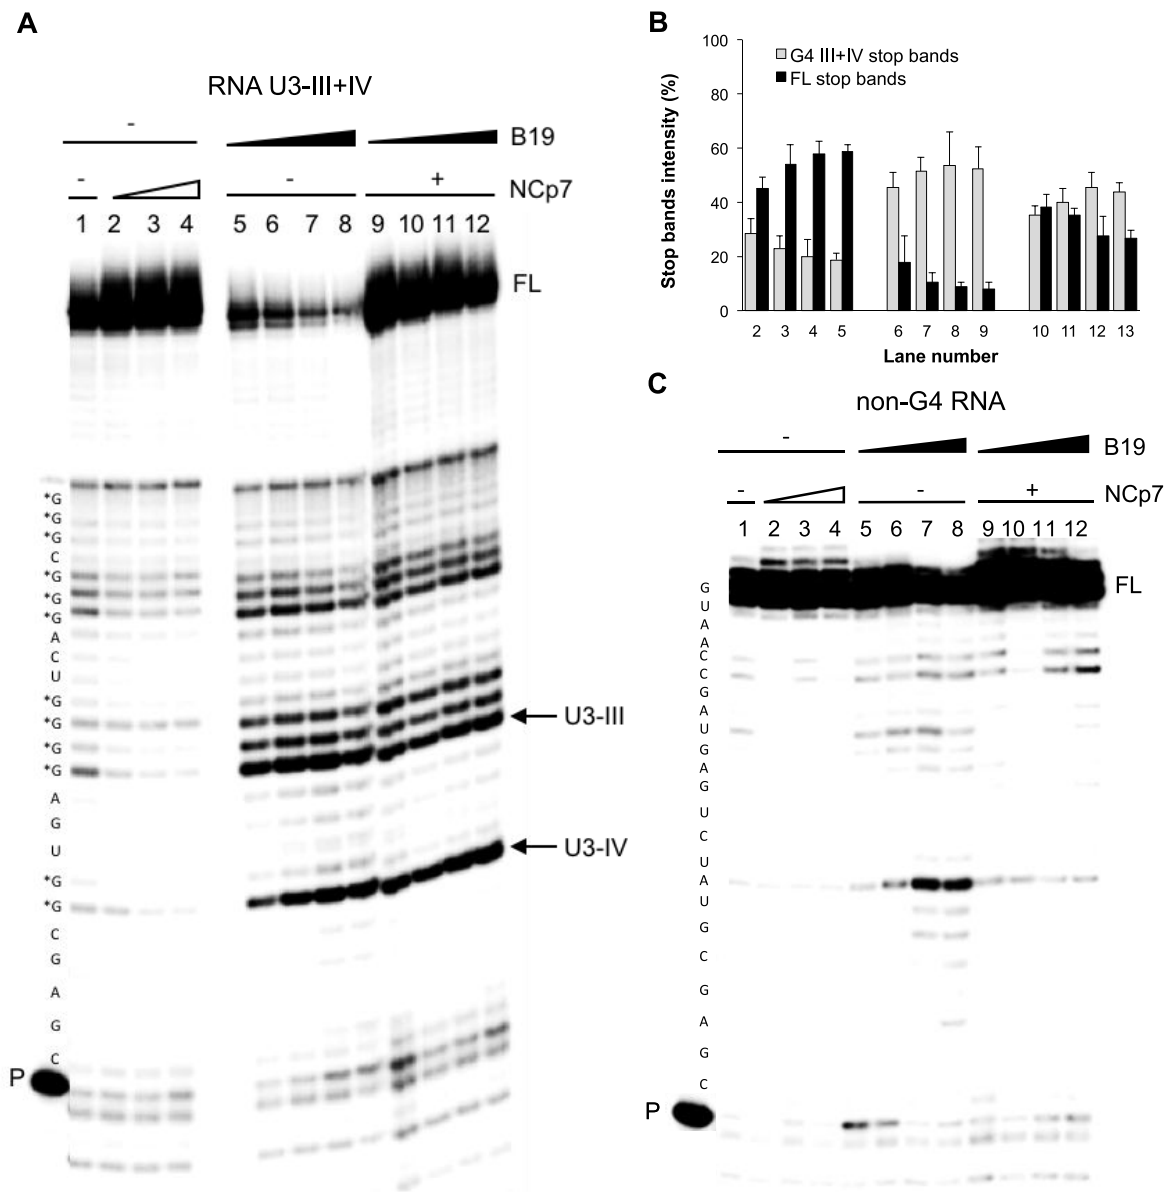 A
RNA U3-III+IV
-
B19
-
-
+
NCp7
1 2 3 4 5 6 7 8 9 10 11 12
FL
*G
*G
*G
C
*G
*G
*G
A
C
U
*G
*G
*G
*G
A
G
U
*G
*G
C
G
A
G
C
P
U3-III
U3-IV
B
100
80
60
40
20
0
Stop bands intensity (%)
G4 III+IV stop bands
FL stop bands
2 3 4 5 6 7 8 9 10 11 12 13
Lane number
C
non-G4 RNA
-
B19
-
-
+
NCp7
1 2 3 4 5 6 7 8 9 10 11 12
FL
G
U
A
A
C
C
G
A
U
G
A
G
U
C
U
A
U
G
C
G
A
G
C
P